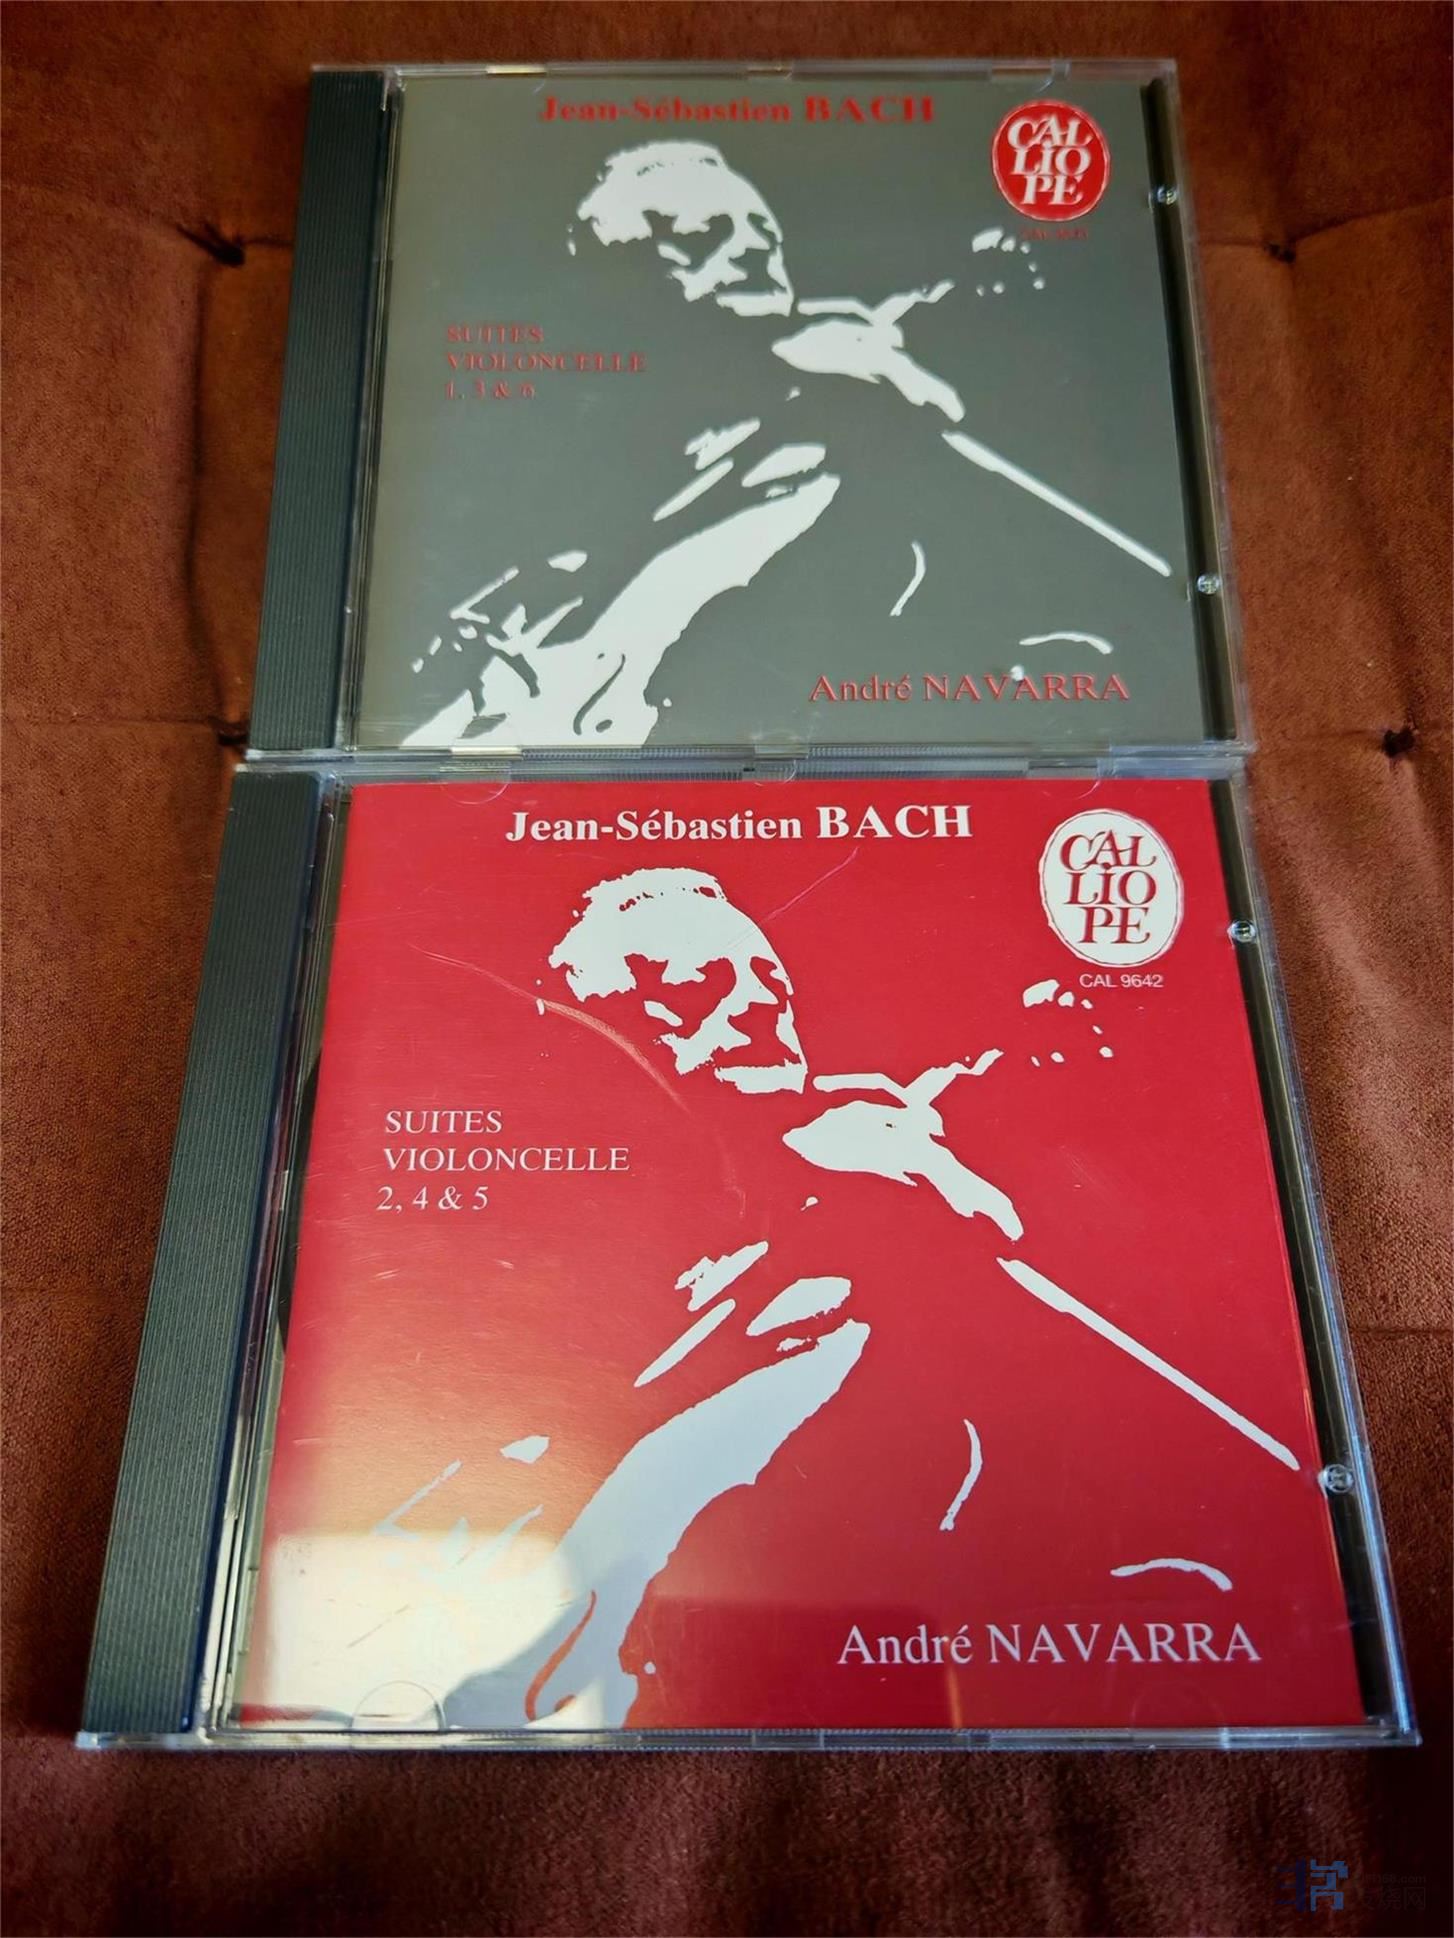 Jean-Sébastien BACH
CAL
LIO
PE
SUITES
VIOLONCELLE
1, 3 & 6
André NAVARRA
Jean-Sébastien BACH
CAL
LIO
PE
CAL 9642
SUITES
VIOLONCELLE
2, 4 & 5
André NAVARRA